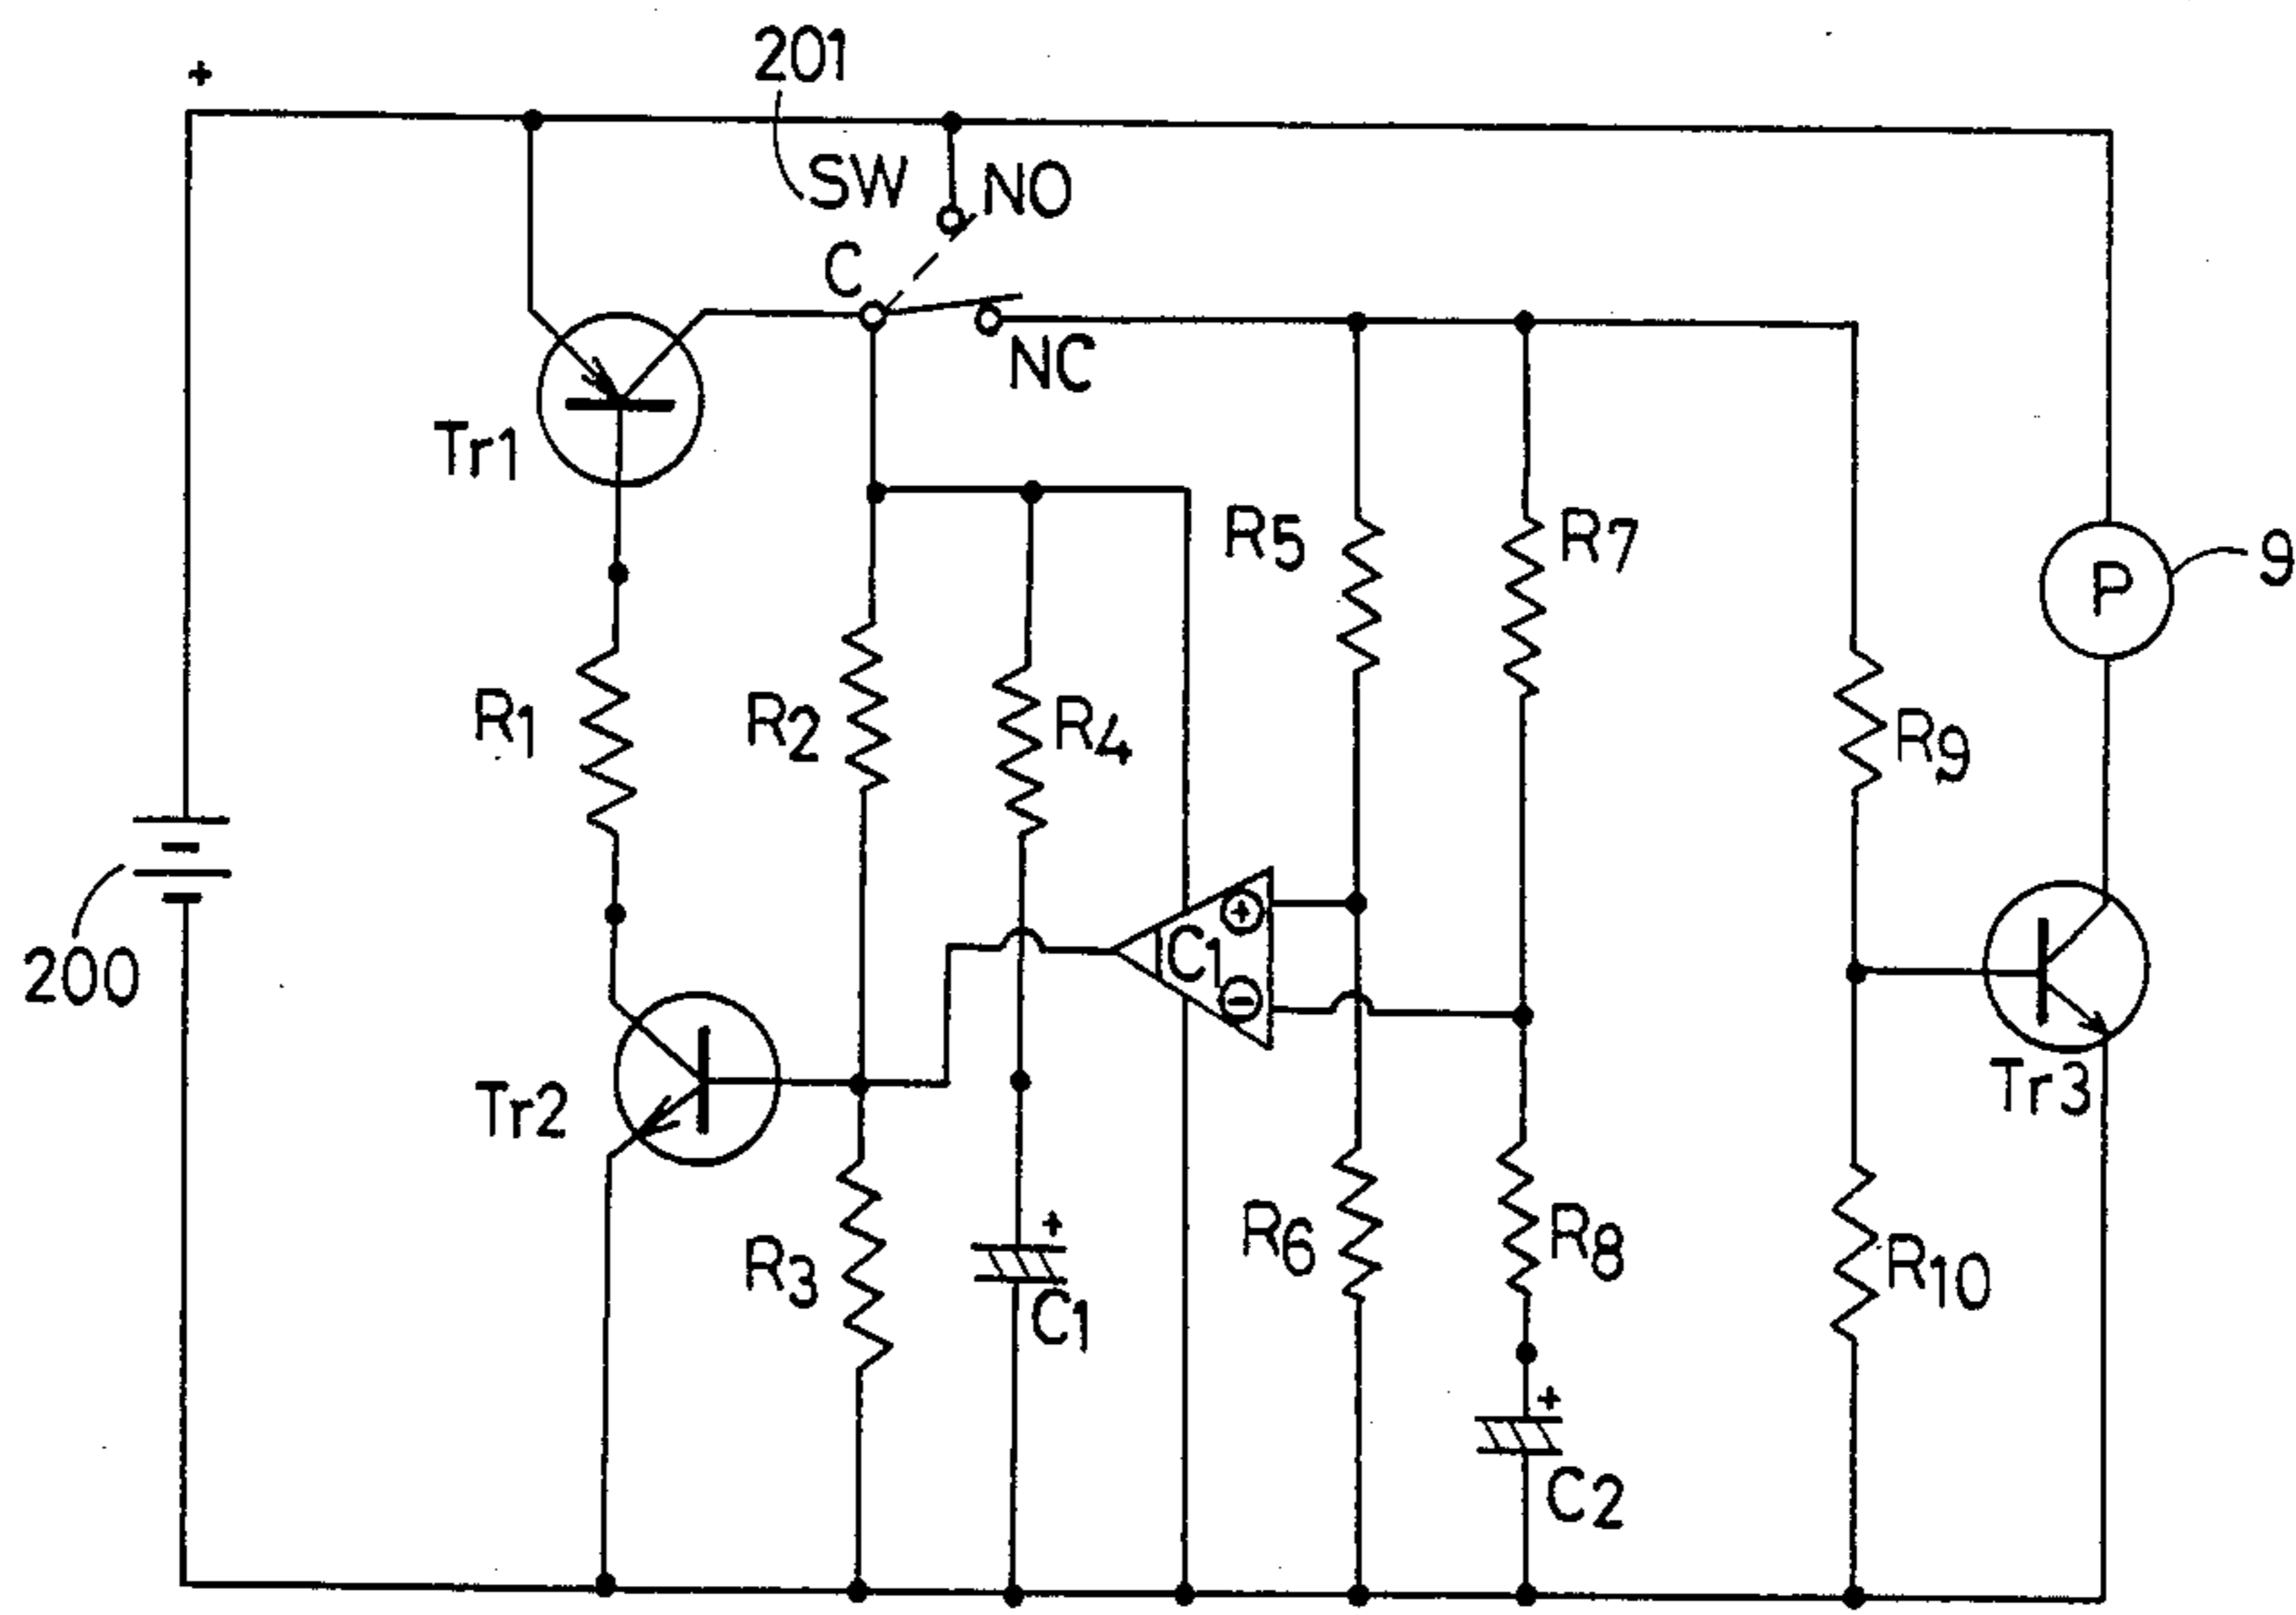 +
201
SW
NO
C
NC
Tr1
R5
R7
P
9
R1
R2
R4
R9
200
IC1
+
−
Tr2
Tr3
R3
+
C1
R6
R8
R10
+
C2